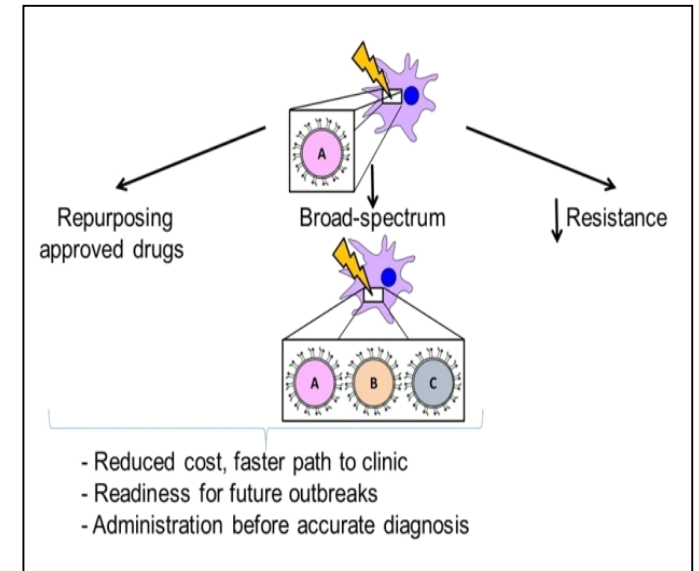 A
Repurposing
approved drugs
Broad-spectrum
↓ Resistance
A B C
- Reduced cost, faster path to clinic
- Readiness for future outbreaks
- Administration before accurate diagnosis